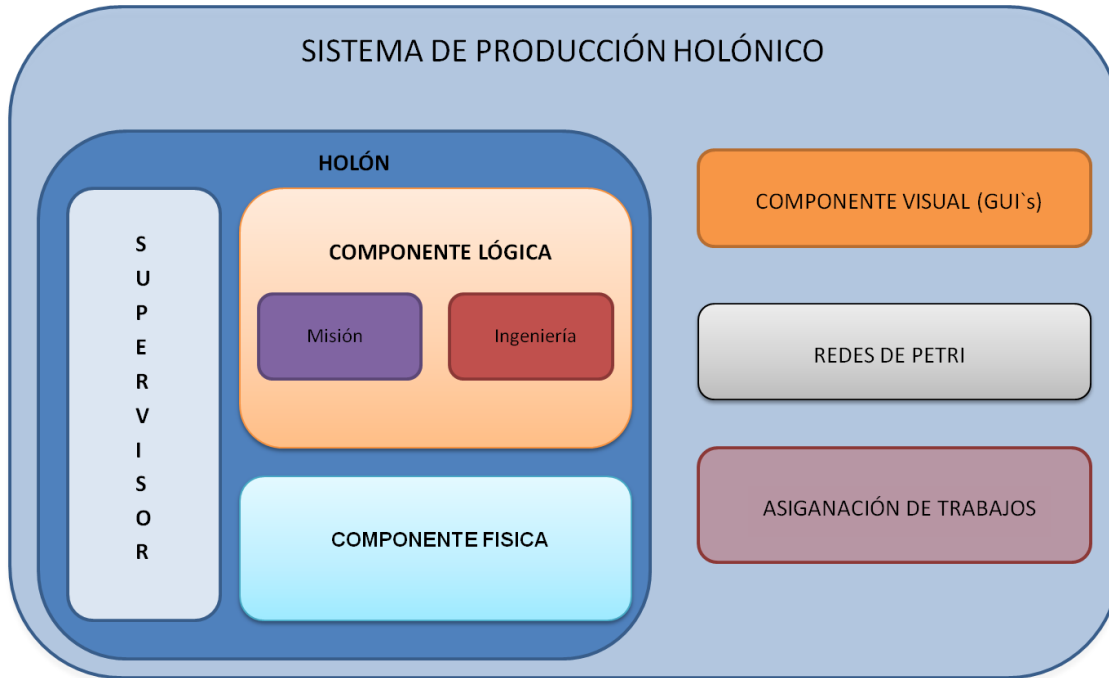 SISTEMA DE PRODUCCIÓN HOLÓNICO
HOLÓN
S
U
P
E
R
V
I
S
O
R
COMPONENTE LÓGICA
Misión
Ingeniería
COMPONENTE FISICA
COMPONENTE VISUAL (GUI`s)
REDES DE PETRI
ASIGANACIÓN DE TRABAJOS